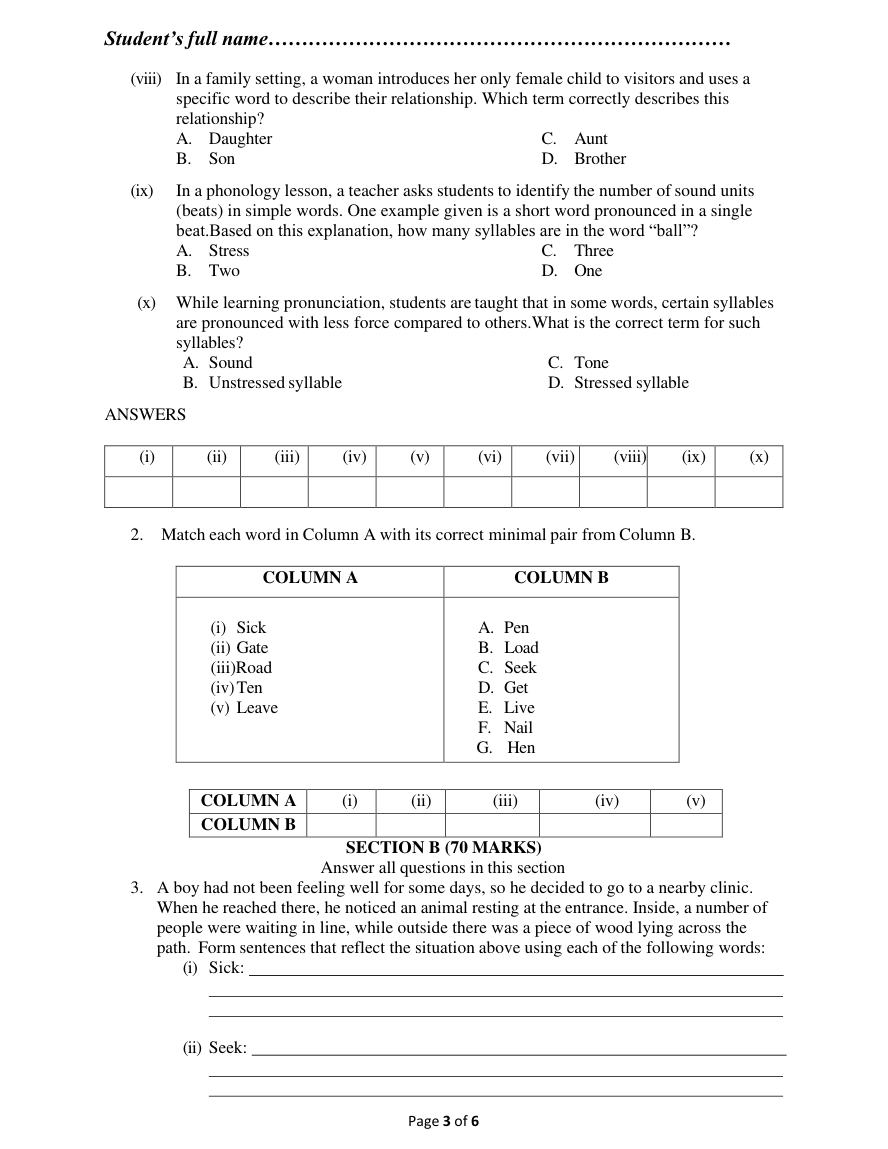 Student's full name……………………………………………………………
(viii) In a family setting, a woman introduces her only female child to visitors and uses a
specific word to describe their relationship. Which term correctly describes this
relationship?
A. Daughter C. Aunt
B. Son D. Brother
(ix) In a phonology lesson, a teacher asks students to identify the number of sound units
(beats) in simple words. One example given is a short word pronounced in a single
beat.Based on this explanation, how many syllables are in the word “ball”?
A. Stress C. Three
B. Two D. One
(x) While learning pronunciation, students are taught that in some words, certain syllables
are pronounced with less force compared to others.What is the correct term for such
syllables?
A. Sound C. Tone
B. Unstressed syllable D. Stressed syllable
ANSWERS
(i) (ii) (iii) (iv) (v) (vi) (vii) (viii) (ix) (x)
2. Match each word in Column A with its correct minimal pair from Column B.
COLUMN A COLUMN B
(i) Sick A. Pen
(ii) Gate B. Load
(iii)Road C. Seek
(iv)Ten D. Get
(v) Leave E. Live
F. Nail
G. Hen
COLUMN A (i) (ii) (iii) (iv) (v)
COLUMN B
SECTION B (70 MARKS)
Answer all questions in this section
3. A boy had not been feeling well for some days, so he decided to go to a nearby clinic.
When he reached there, he noticed an animal resting at the entrance. Inside, a number of
people were waiting in line, while outside there was a piece of wood lying across the
path. Form sentences that reflect the situation above using each of the following words:
(i) Sick:
(ii) Seek:
Page 3 of 6